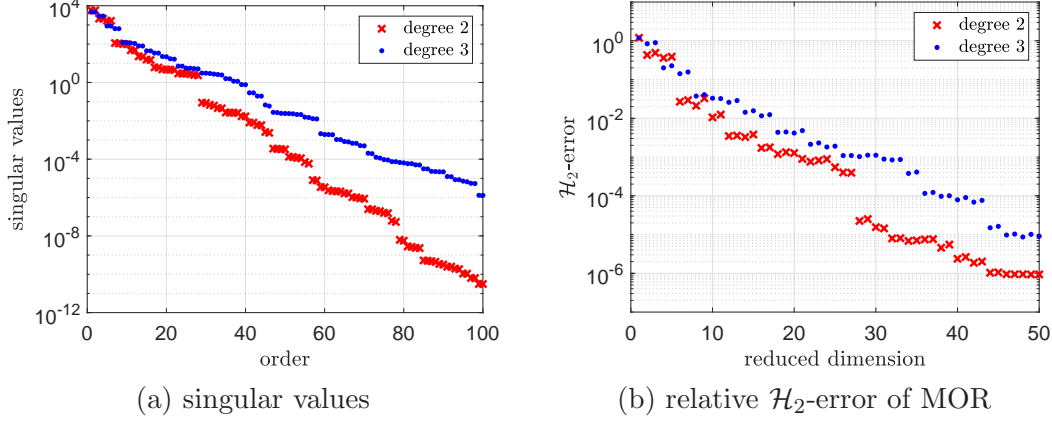 10^4
10^0
10^-4
10^-8
10^-12
singular values
0 20 40 60 80 100
order
degree 2
degree 3
(a) singular values
10^0
10^-2
10^-4
10^-6
ℋ₂-error
0 10 20 30 40 50
reduced dimension
degree 2
degree 3
(b) relative ℋ₂-error of MOR